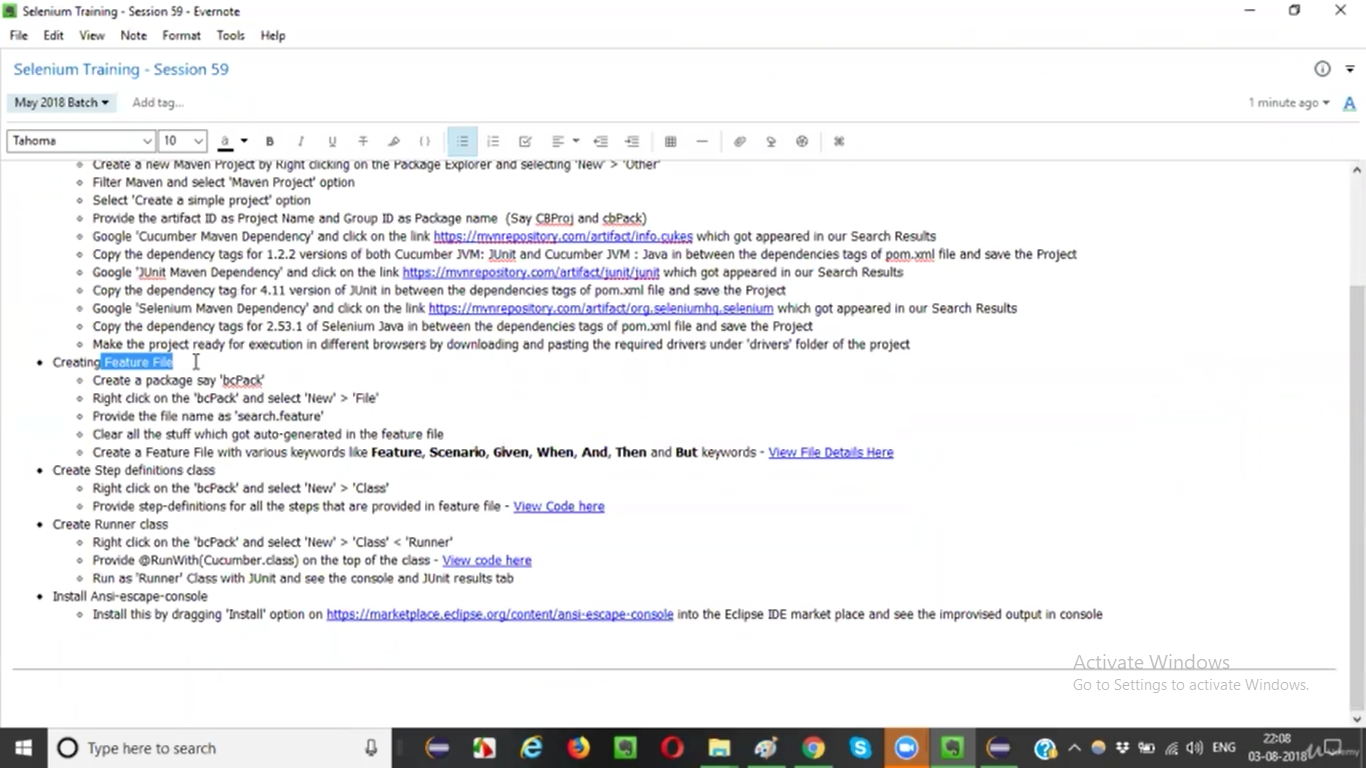 Selenium Training - Session 59 - Evernote
File Edit View Note Format Tools Help
Selenium Training - Session 59
May 2018 Batch Add tag... 1 minute ago
Tahoma 10
Create a new Maven Project by Right clicking on the Package Explorer and selecting 'New' > 'Other'
Filter Maven and select 'Maven Project' option
Select 'Create a simple project' option
Provide the artifact ID as Project Name and Group ID as Package name (Say CBProj and cbPack)
Google 'Cucumber Maven Dependency' and click on the link https://mvnrepository.com/artifact/info.cukes which got appeared in our Search Results
Copy the dependency tags for 1.2.2 versions of both Cucumber JVM: JUnit and Cucumber JVM : Java in between the dependencies tags of pom.xml file and save the Project
Google 'JUnit Maven Dependency' and click on the link https://mvnrepository.com/artifact/junit/junit which got appeared in our Search Results
Copy the dependency tag for 4.11 version of JUnit in between the dependencies tags of pom.xml file and save the Project
Google 'Selenium Maven Dependency' and click on the link https://mvnrepository.com/artifact/org.seleniumhq.selenium which got appeared in our Search Results
Copy the dependency tags for 2.53.1 of Selenium Java in between the dependencies tags of pom.xml file and save the Project
Make the project ready for execution in different browsers by downloading and pasting the required drivers under 'drivers' folder of the project
Creating Feature File
Create a package say 'bcPack'
Right click on the 'bcPack' and select 'New' > 'File'
Provide the file name as 'search.feature'
Clear all the stuff which got auto-generated in the feature file
Create a Feature File with various keywords like Feature, Scenario, Given, When, And, Then and But keywords - View File Details Here
Create Step definitions class
Right click on the 'bcPack' and select 'New' > 'Class'
Provide step-definitions for all the steps that are provided in feature file - View Code here
Create Runner class
Right click on the 'bcPack' and select 'New' > 'Class' < 'Runner'
Provide @RunWith(Cucumber.class) on the top of the class - View code here
Run as 'Runner' Class with JUnit and see the console and JUnit results tab
Install Ansi-escape-console
Install this by dragging 'Install' option on https://marketplace.eclipse.org/content/ansi-escape-console into the Eclipse IDE market place and see the improvised output in console
Activate Windows
Go to Settings to activate Windows.
Type here to search
ENG
22:08
03-08-2018
Udemy